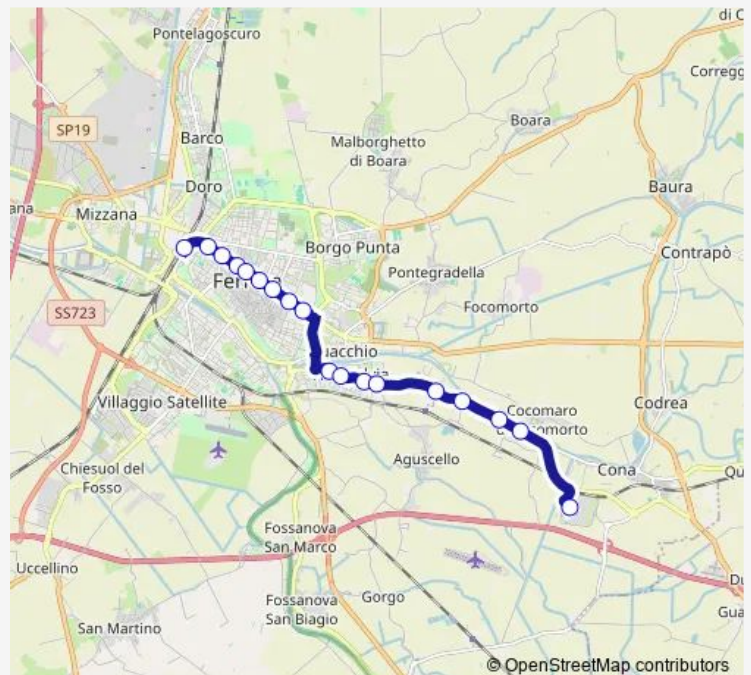 Pontelagoscuro
di C
Corregg
SP19
Barco
Boara
Malborghetto
di Boara
Doro
Baura
ana
Mizzana
Borgo Punta
Contrapò
Pontegradella
SS723
Focomorto
uacchio
Villaggio Satellite
Codrea
Cocomaro
omorto
Aguscello
Cona
Qu
Chiesuol del
Fosso
Fossanova
San Marco
Uccellino
Fossanova
San Biagio
Gorgo
Du
Gua
San Martino
© OpenStreetMap contributors